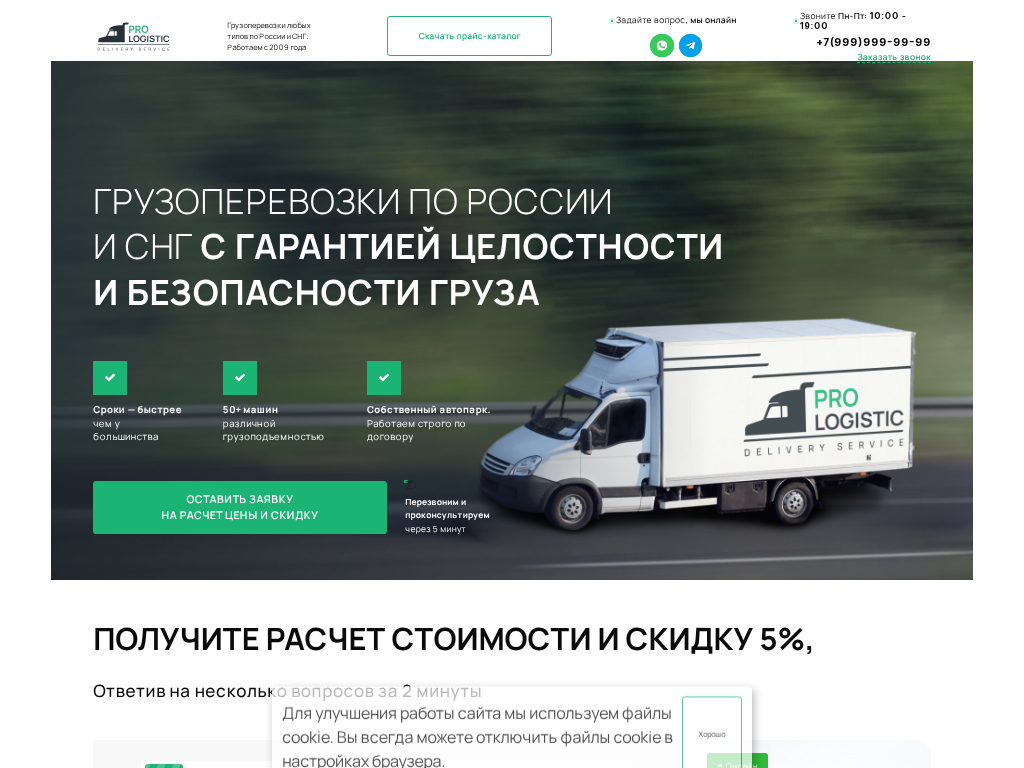 PRO
LOGISTIC
DELIVERY SERVICE
Грузоперевозки любых
типов по России и СНГ.
Работаем с 2009 года
Скачать прайс-каталог
Задайте вопрос, мы онлайн
Звоните Пн-Пт: 10:00 -
19:00
+7(999)999-99-99
Заказать звонок
ГРУЗОПЕРЕВОЗКИ ПО РОССИИ
И СНГ С ГАРАНТИЕЙ ЦЕЛОСТНОСТИ
И БЕЗОПАСНОСТИ ГРУЗА
Сроки — быстрее
чем у
большинства
50+ машин
различной
грузоподъемностью
Собственный автопарк.
Работаем строго по
договору
PRO
LOGISTIC
DELIVERY SERVICE
ОСТАВИТЬ ЗАЯВКУ
НА РАСЧЕТ ЦЕНЫ И СКИДКУ
Перезвоним и
проконсультируем
через 5 минут
ПОЛУЧИТЕ РАСЧЕТ СТОИМОСТИ И СКИДКУ 5%,
Ответив на несколько вопросов за 2 минуты
Для улучшения работы сайта мы используем файлы
cookie. Вы всегда можете отключить файлы cookie в
настройках браузера.
Хорошо
Онлайн